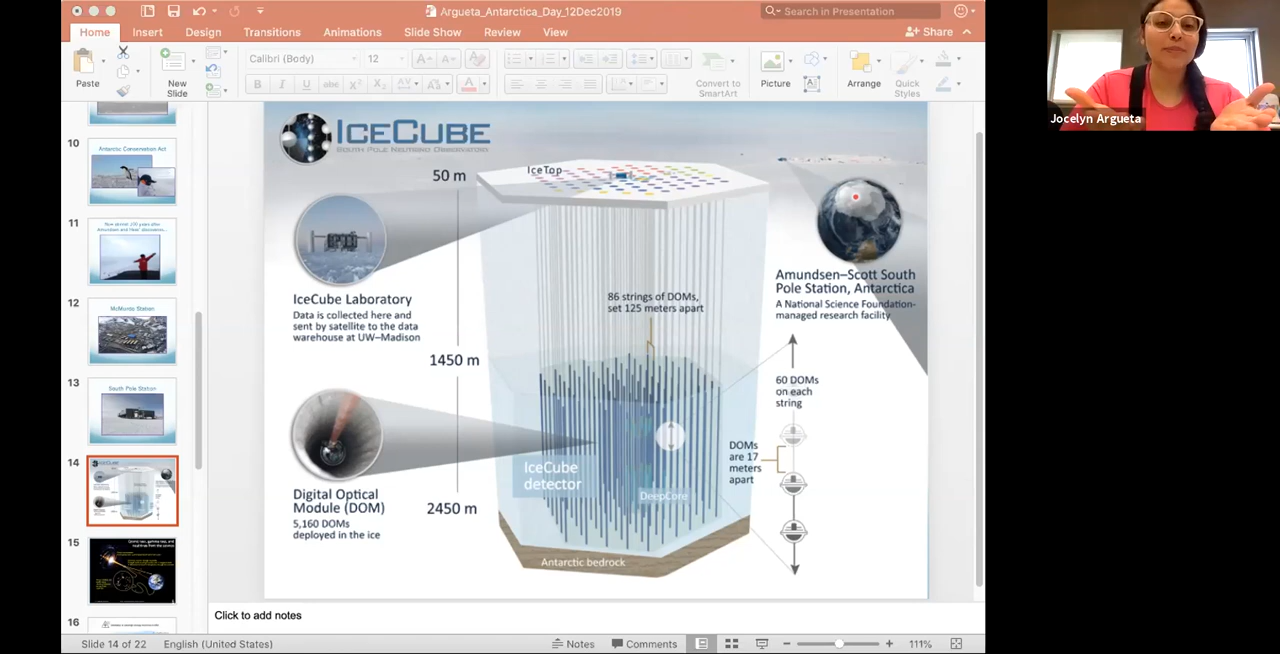 Argueta_Antarctica_Day_12Dec2019
Search in Presentation
Home
Insert
Design
Transitions
Animations
Slide Show
Review
View
Share
Paste
New
Slide
Calibri (Body)
12
Convert to
SmartArt
Picture
Arrange
Quick
Styles
Jocelyn Argueta
10
Antarctic Conservation Act
11
12
McMurdo Station
13
South Pole Station
14
15
16
ICECUBE
SOUTH POLE NEUTRINO OBSERVATORY
50 m
IceTop
IceCube Laboratory
Data is collected here and
sent by satellite to the data
warehouse at UW–Madison
1450 m
86 strings of DOMs,
set 125 meters apart
Amundsen–Scott South
Pole Station, Antarctica
A National Science Foundation-
managed research facility
60 DOMs
on each
string
DOMs
are 17
meters
apart
IceCube
detector
DeepCore
Digital Optical
Module (DOM)
5,160 DOMs
deployed in the ice
2450 m
Antarctic bedrock
Click to add notes
Slide 14 of 22
English (United States)
Notes
Comments
111%